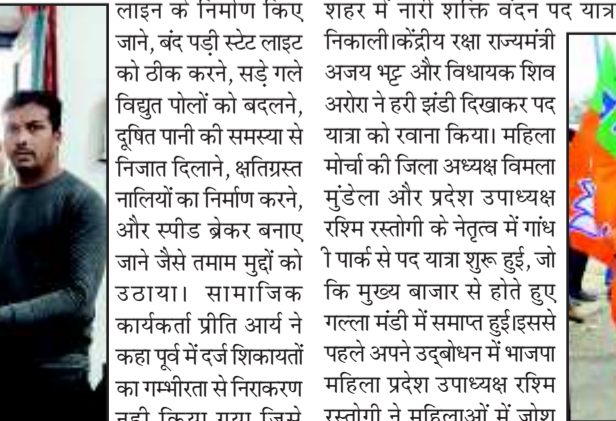 लाइन के निर्माण किए
जाने, बंद पड़ी स्टेट लाइट
को ठीक करने, सड़े गले
विद्युत पोलों को बदलने,
दूषित पानी की समस्या से
निजात दिलाने, क्षतिग्रस्त
नालियों का निर्माण करने,
और स्पीड ब्रेकर बनाए
जाने जैसे तमाम मुद्दों को
उठाया। सामाजिक
कार्यकर्ता प्रीति आर्य ने
कहा पूर्व में दर्ज शिकायतों
का गम्भीरता से निराकरण
नही किया गया जिसे
शहर में नारी शक्ति वंदन पद यात्र
निकाली।केंद्रीय रक्षा राज्यमंत्री
अजय भट्ट और विधायक शिव
अरोरा ने हरी झंडी दिखाकर पद
यात्रा को रवाना किया। महिला
मोर्चा की जिला अध्यक्ष विमला
मुंडेला और प्रदेश उपाध्यक्ष
रश्मि रस्तोगी के नेतृत्व में गांध
ी पार्क से पद यात्रा शुरू हुई, जो
कि मुख्य बाजार से होते हुए
गल्ला मंडी में समाप्त हुई।इससे
पहले अपने उद्बोधन में भाजपा
महिला प्रदेश उपाध्यक्ष रश्मि
रस्तोगी ने महिलाओं में जोश